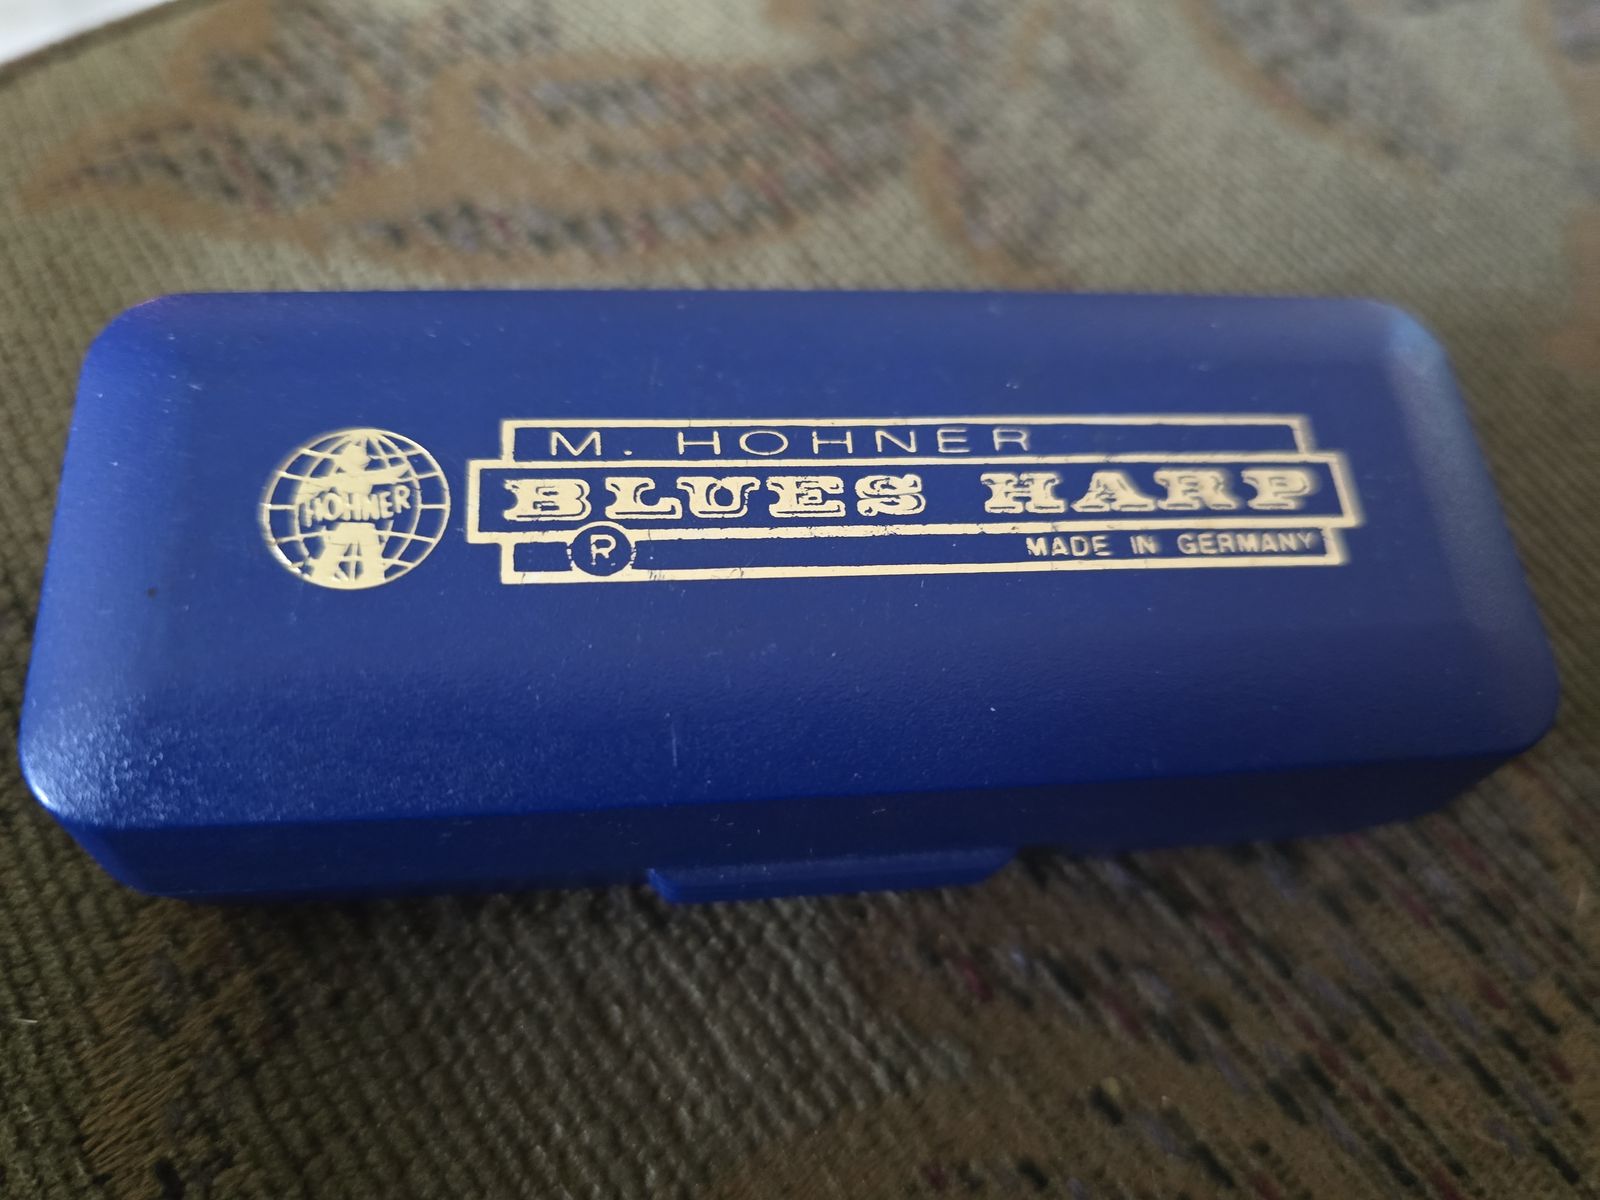 HOHNER
M. HOHNER
BLUES HARP
®
MADE IN GERMANY